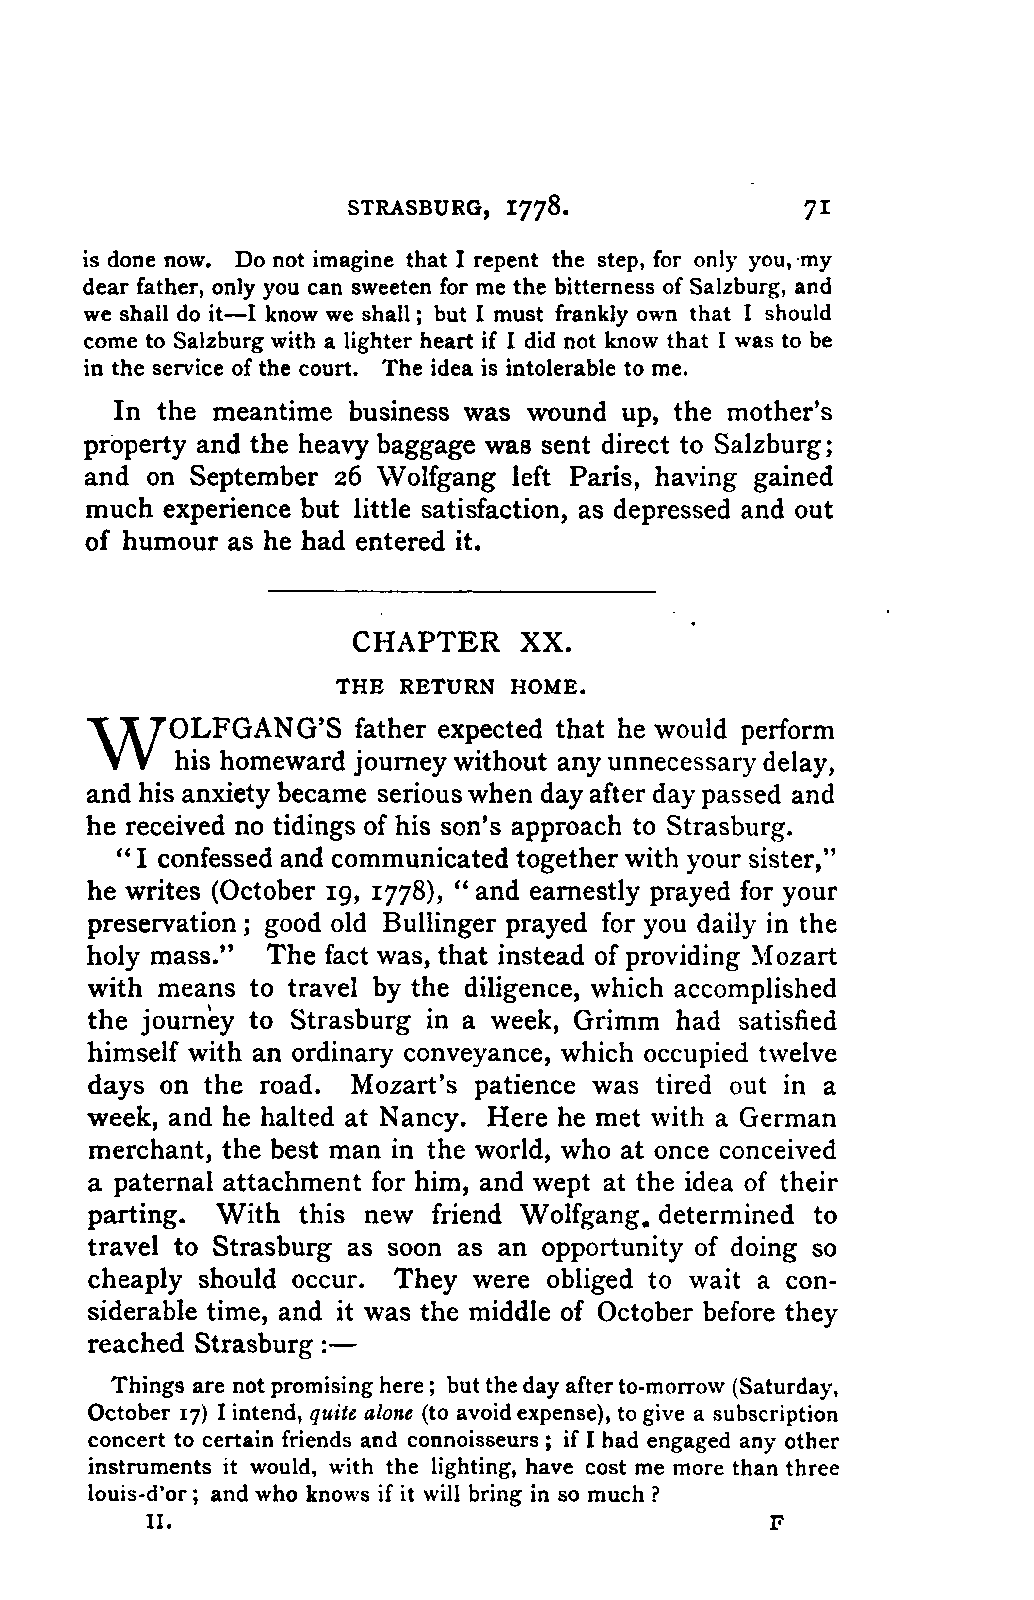 STRASBURG, 1778. 71
is done now. Do not imagine that I repent the step, for only you, my
dear father, only you can sweeten for me the bitterness of Salzburg, and
we shall do it—I know we shall; but I must frankly own that I should
come to Salzburg with a lighter heart if I did not know that I was to be
in the service of the court. The idea is intolerable to me.
In the meantime business was wound up, the mother's
property and the heavy baggage was sent direct to Salzburg;
and on September 26 Wolfgang left Paris, having gained
much experience but little satisfaction, as depressed and out
of humour as he had entered it.
CHAPTER XX.
THE RETURN HOME.
WOLFGANG'S father expected that he would perform
his homeward journey without any unnecessary delay,
and his anxiety became serious when day after day passed and
he received no tidings of his son's approach to Strasburg.
"I confessed and communicated together with your sister,"
he writes (October 19, 1778), "and earnestly prayed for your
preservation; good old Bullinger prayed for you daily in the
holy mass." The fact was, that instead of providing Mozart
with means to travel by the diligence, which accomplished
the journey to Strasburg in a week, Grimm had satisfied
himself with an ordinary conveyance, which occupied twelve
days on the road. Mozart's patience was tired out in a
week, and he halted at Nancy. Here he met with a German
merchant, the best man in the world, who at once conceived
a paternal attachment for him, and wept at the idea of their
parting. With this new friend Wolfgang. determined to
travel to Strasburg as soon as an opportunity of doing so
cheaply should occur. They were obliged to wait a con-
siderable time, and it was the middle of October before they
reached Strasburg:—
Things are not promising here; but the day after to-morrow (Saturday,
October 17) I intend, quite alone (to avoid expense), to give a subscription
concert to certain friends and connoisseurs; if I had engaged any other
instruments it would, with the lighting, have cost me more than three
louis-d'or; and who knows if it will bring in so much?
II. F